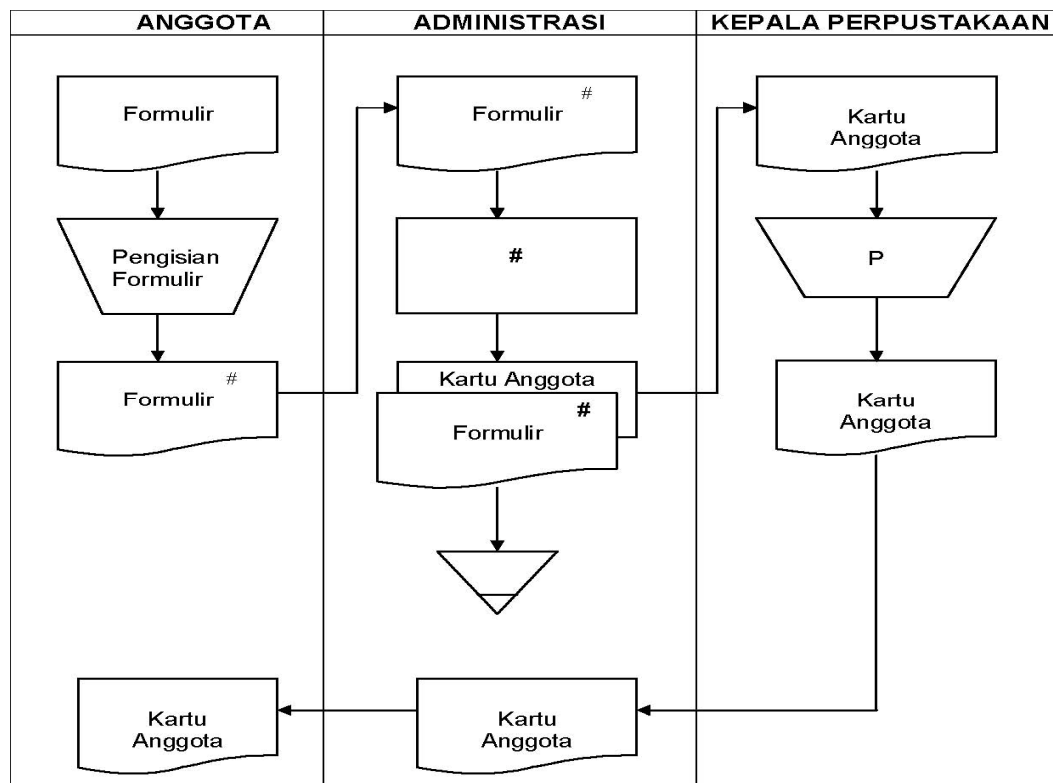 ANGGOTA
ADMINISTRASI
KEPALA PERPUSTAKAAN
Formulir
Pengisian
Formulir
#
Formulir
#
Formulir
#
Kartu Anggota
#
Formulir
Kartu
Anggota
P
Kartu
Anggota
Kartu
Anggota
Kartu
Anggota